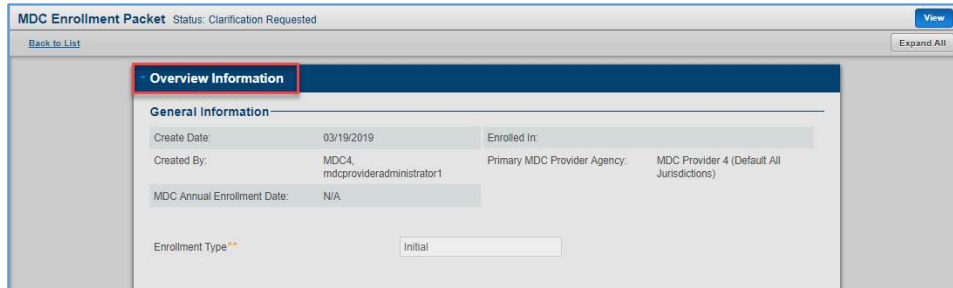 MDC Enrollment Packet Status: Clarification Requested
View
Back to List
Expand All
Overview Information
General Information
Create Date: 03/19/2019 Enrolled In:
Created By: MDC4, mdcprovideradministrator1 Primary MDC Provider Agency: MDC Provider 4 (Default All Jurisdictions)
MDC Annual Enrollment Date: N/A
Enrollment Type** Initial